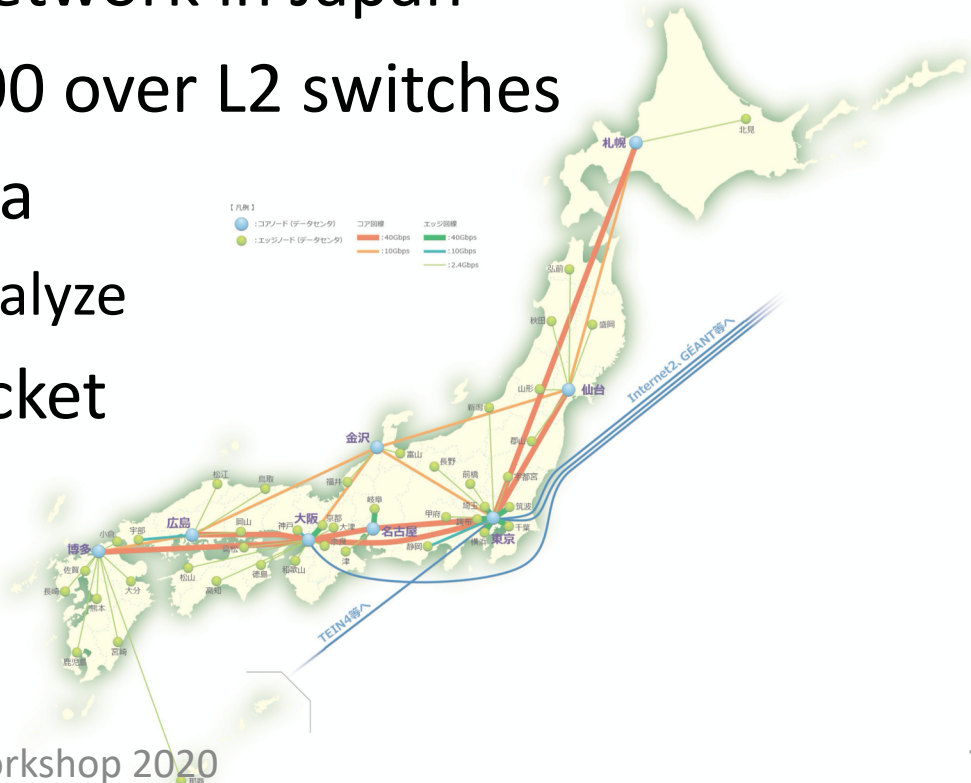 etwork in Japan
00 over L2 switches
a
alyze
cket
【 凡例 】
：コアノード (データセンタ)
：エッジノード (データセンタ)
コア回線
:40Gbps
:10Gbps
エッジ回線
:40Gbps
:10Gbps
:2.4Gbps
北見
札幌
弘前
秋田
盛岡
山形
仙台
新潟
郡山
Internet2、GÉANT等へ
金沢
富山
長野
前橋
宇都宮
福井
松江
鳥取
岐阜
甲府
埼玉
筑波
千葉
東京
横浜
静岡
名古屋
大阪
京都
大津
神戸
奈良
津
和歌山
岡山
広島
宇部
小倉
博多
高松
松山
高知
徳島
佐賀
長崎
熊本
大分
宮崎
鹿児島
TEIN4等へ
那覇
orkshop 2020